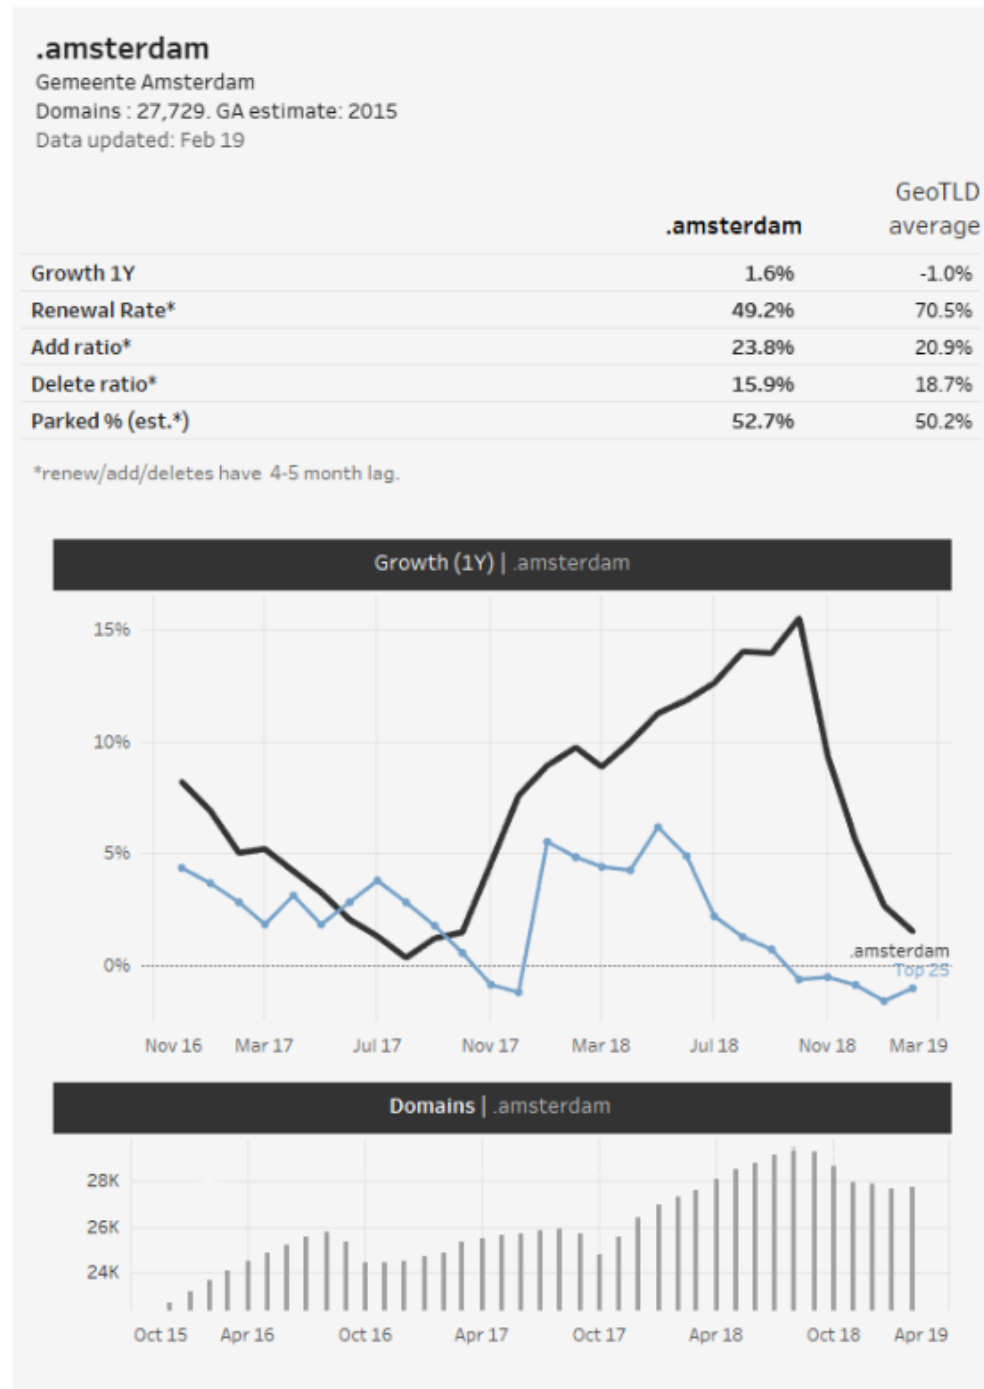 .amsterdam
Gemeente Amsterdam
Domains : 27,729. GA estimate: 2015
Data updated: Feb 19
.amsterdam GeoTLD average
Growth 1Y 1.6% -1.0%
Renewal Rate* 49.2% 70.5%
Add ratio* 23.8% 20.9%
Delete ratio* 15.9% 18.7%
Parked % (est.*) 52.7% 50.2%
*renew/add/deletes have 4-5 month lag.
Growth (1Y) | .amsterdam
15%
10%
5%
0%
.amsterdam
Top 25
Nov 16 Mar 17 Jul 17 Nov 17 Mar 18 Jul 18 Nov 18 Mar 19
Domains | .amsterdam
28K
26K
24K
Oct 15 Apr 16 Oct 16 Apr 17 Oct 17 Apr 18 Oct 18 Apr 19